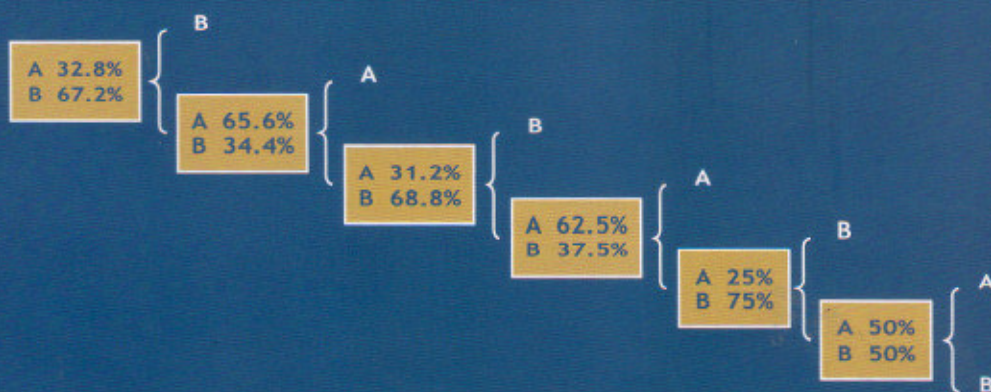 B
A 32.8%
B 67.2%
A
A 65.6%
B 34.4%
B
A 31.2%
B 68.8%
A
A 62.5%
B 37.5%
B
A 25%
B 75%
A
A 50%
B 50%
B